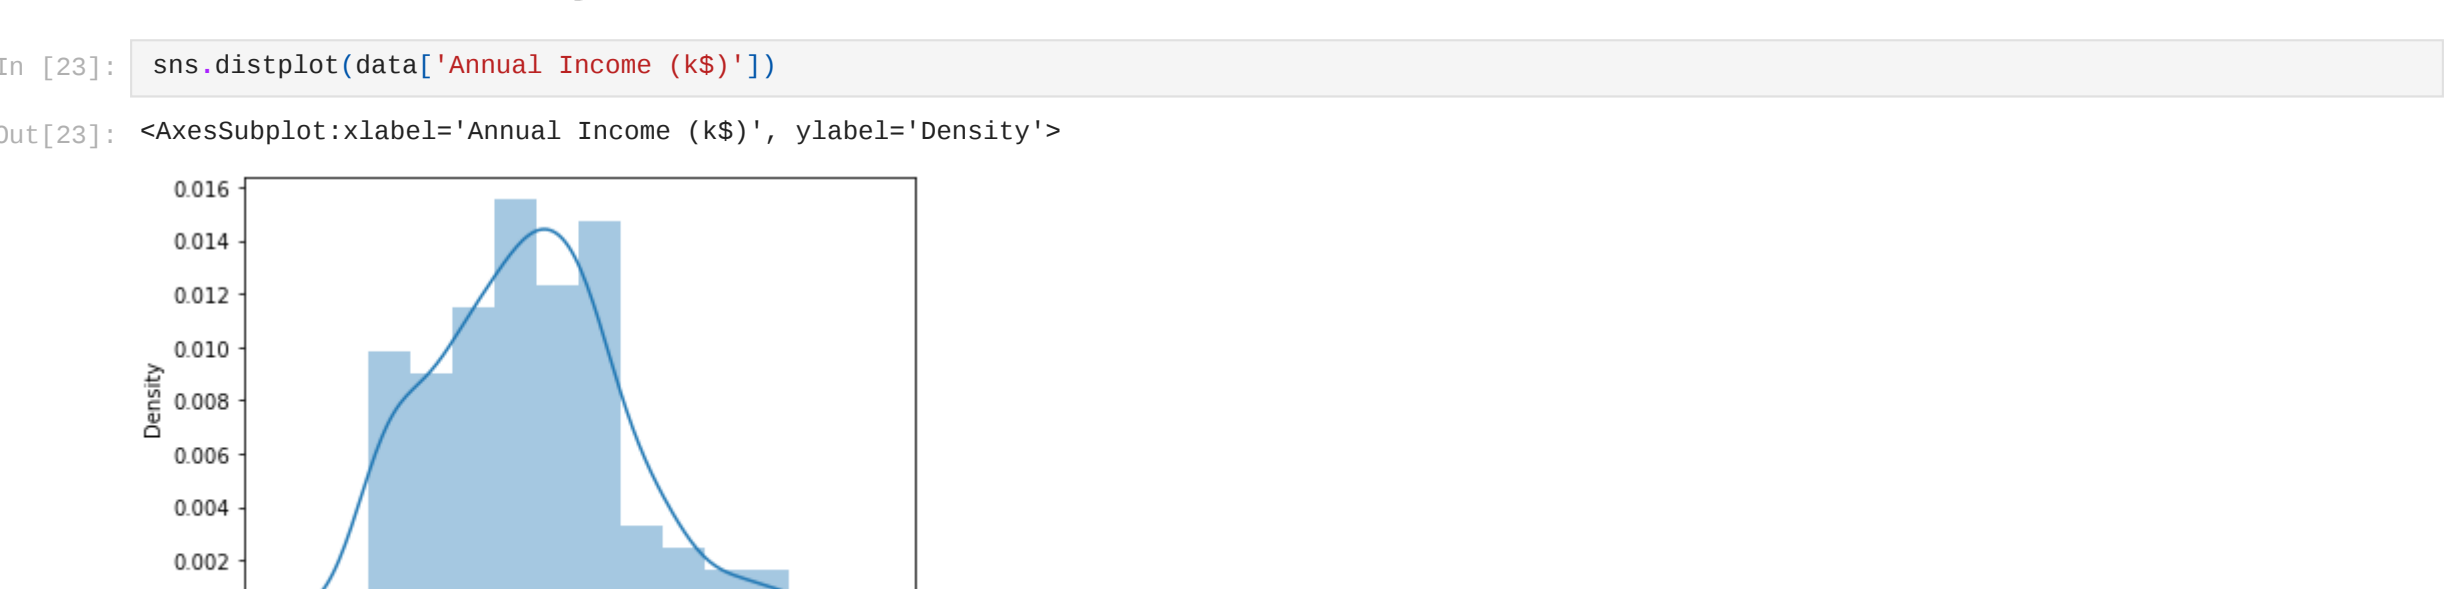 In [23]:
sns.distplot(data['Annual Income (k$)'])
Out[23]:
<AxesSubplot:xlabel='Annual Income (k$)', ylabel='Density'>
0.016
0.014
0.012
0.010
0.008
0.006
0.004
0.002
Density